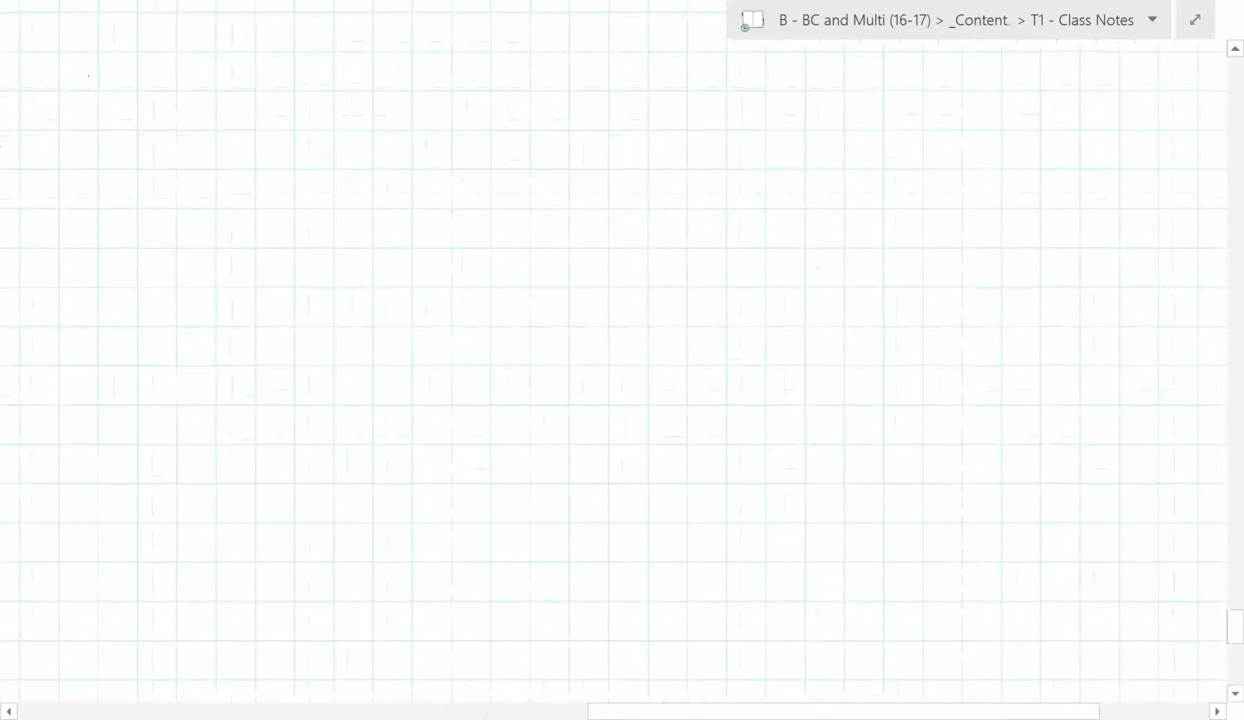 B - BC and Multi (16-17) > _Content > T1 - Class Notes